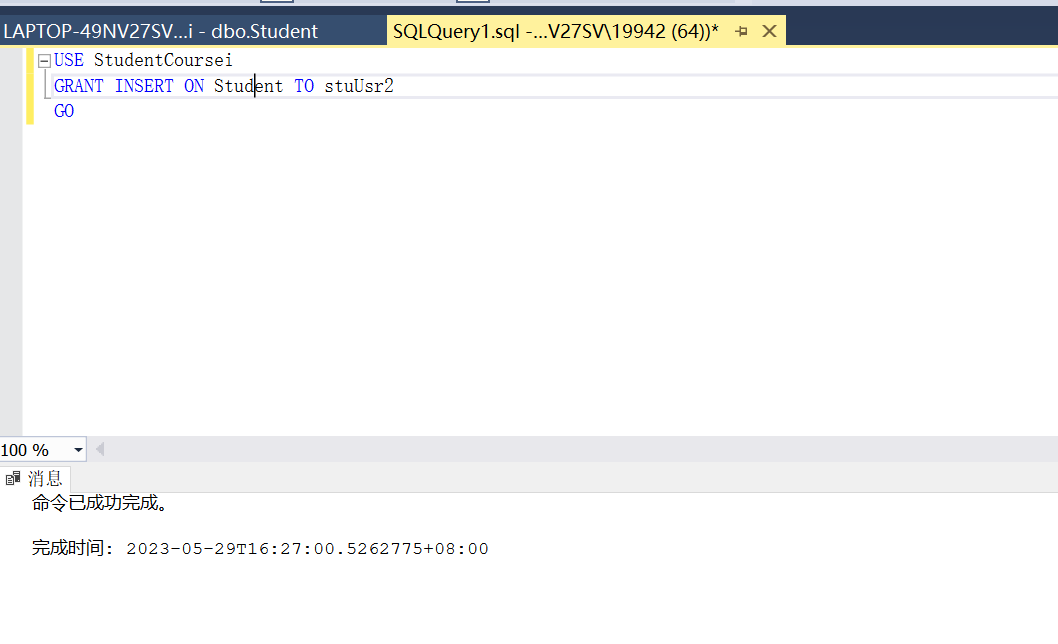 LAPTOP-49NV27SV...i - dbo.Student
SQLQuery1.sql -...V27SV\19942 (64))*
USE StudentCoursei
GRANT INSERT ON Student TO stuUsr2
GO
100 %
消息
命令已成功完成。
完成时间: 2023-05-29T16:27:00.5262775+08:00